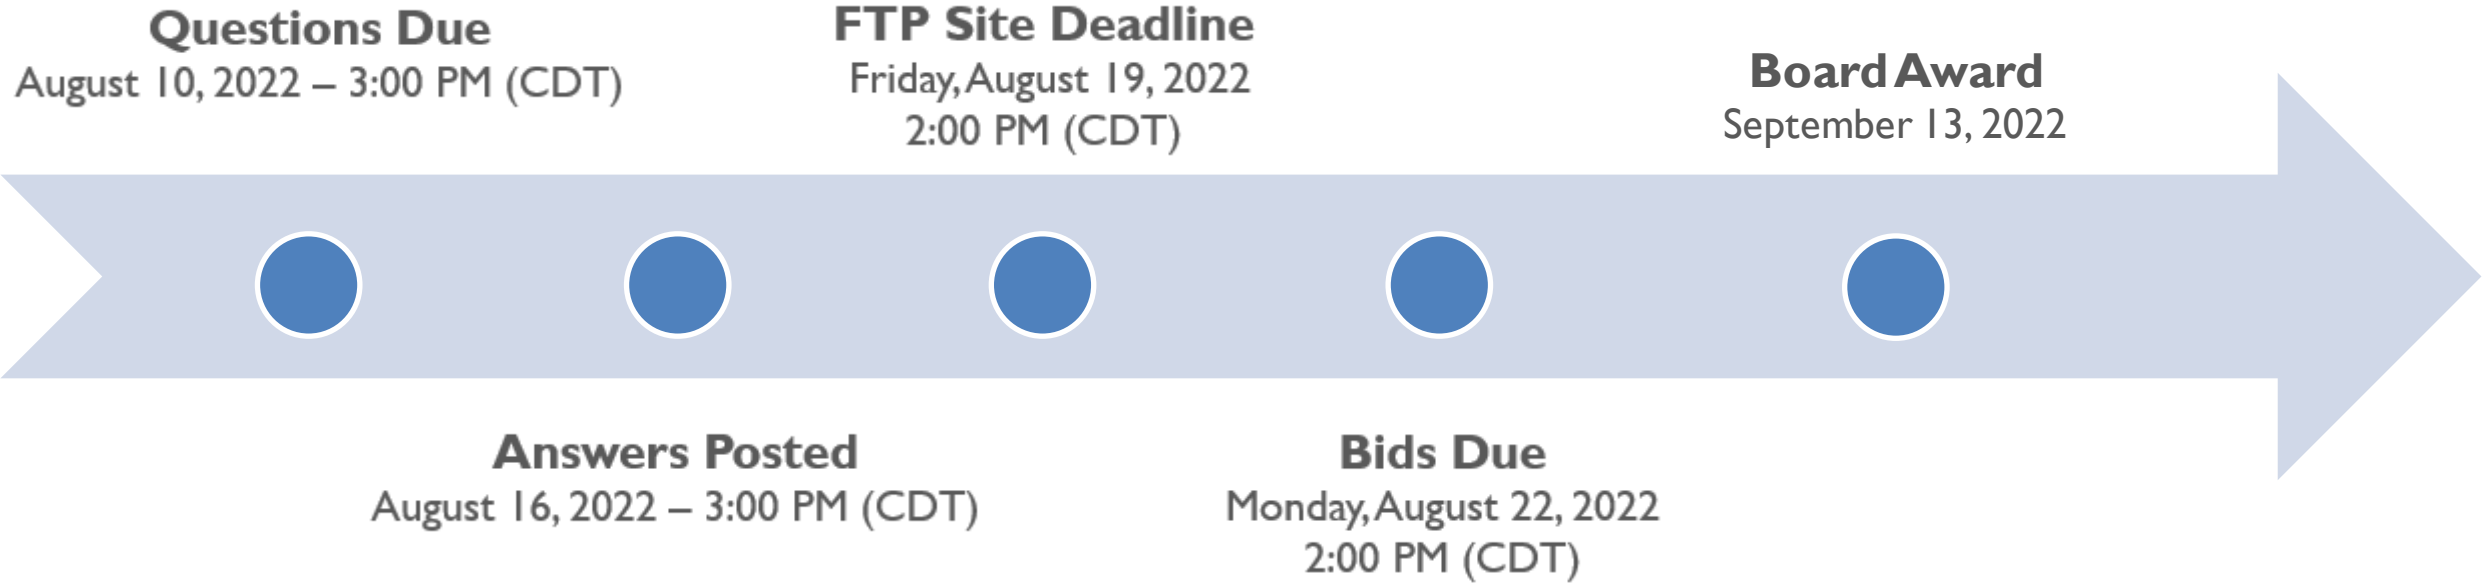 Questions Due
August 10, 2022 – 3:00 PM (CDT)
Answers Posted
August 16, 2022 – 3:00 PM (CDT)
FTP Site Deadline
Friday, August 19, 2022
2:00 PM (CDT)
Bids Due
Monday, August 22, 2022
2:00 PM (CDT)
Board Award
September 13, 2022